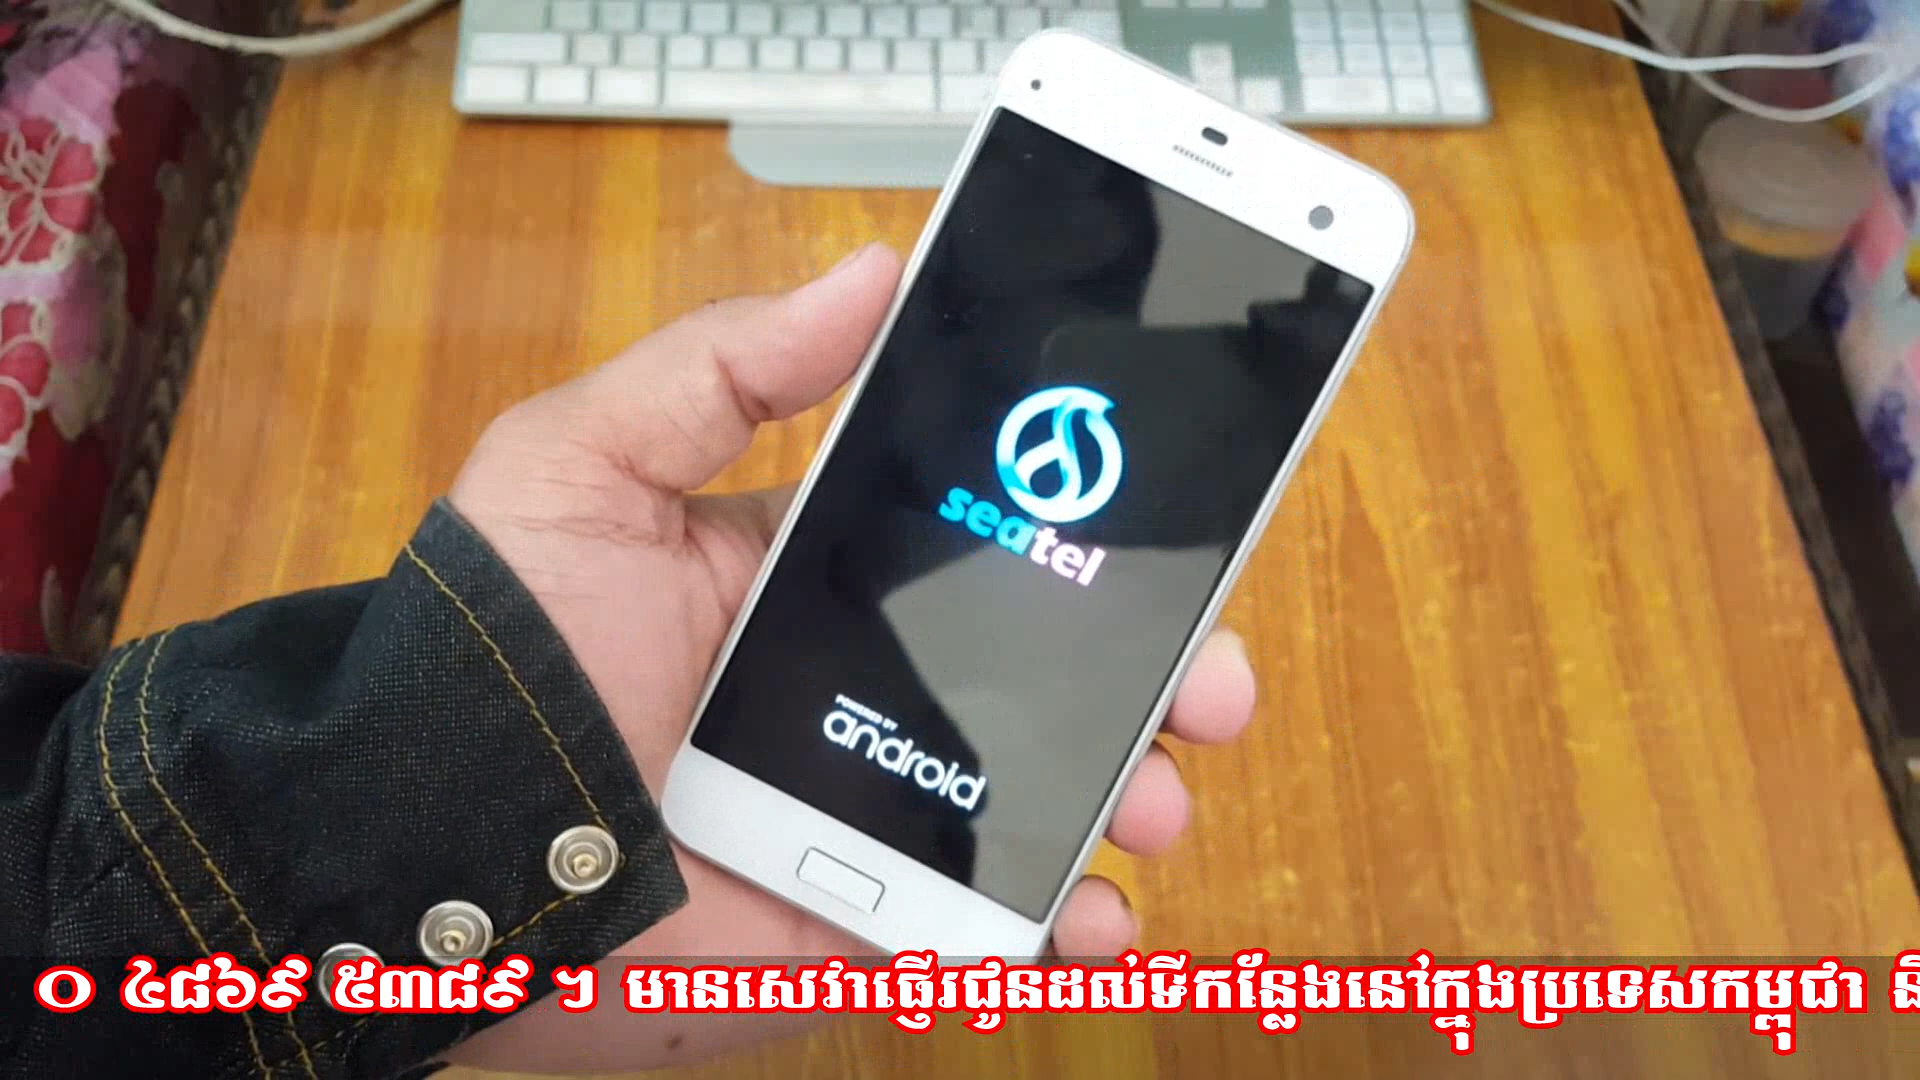 seatel
POWERED BY
android
០ ៤៨៦៩ ៥៣៨៩ ។ មានសេវាផ្ញើរជូនដល់ទីកន្លែងនៅក្នុងប្រទេសកម្ពុជា និ